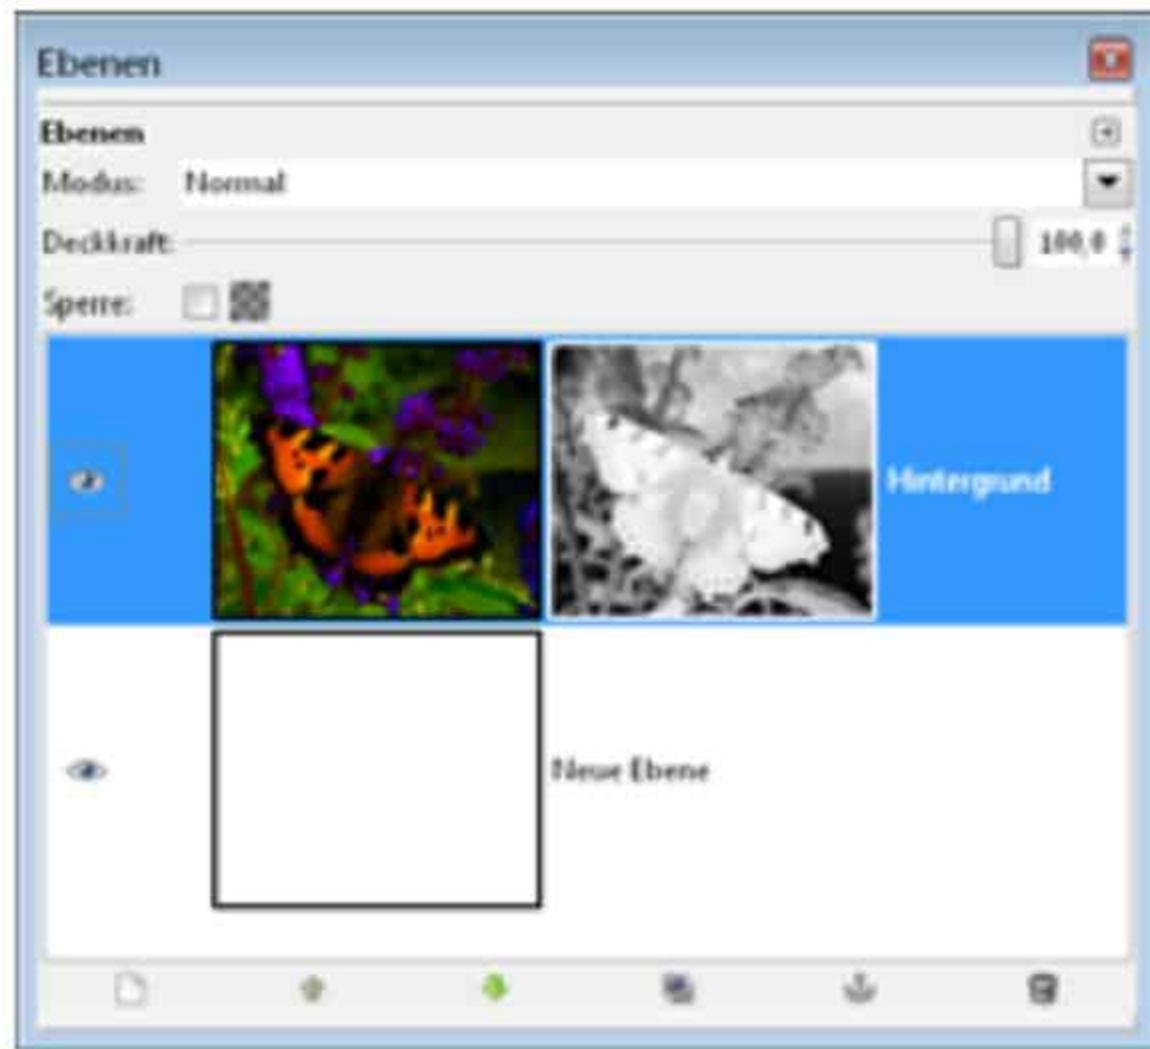 Ebenen
Ebenen
Modus: Normal
Deckkraft: 100,0
Sperre:
Hintergrund
Neue Ebene